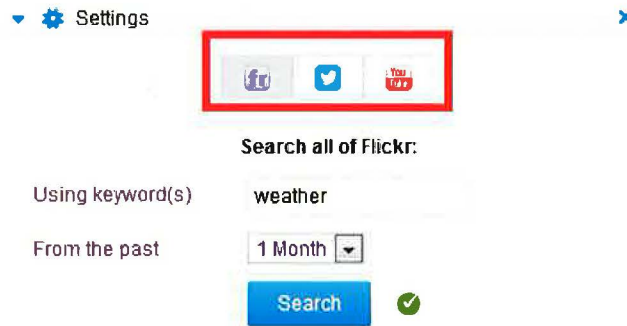 Settings
fr
You Tube
Search all of Flickr:
Using keyword(s) weather
From the past 1 Month
Search